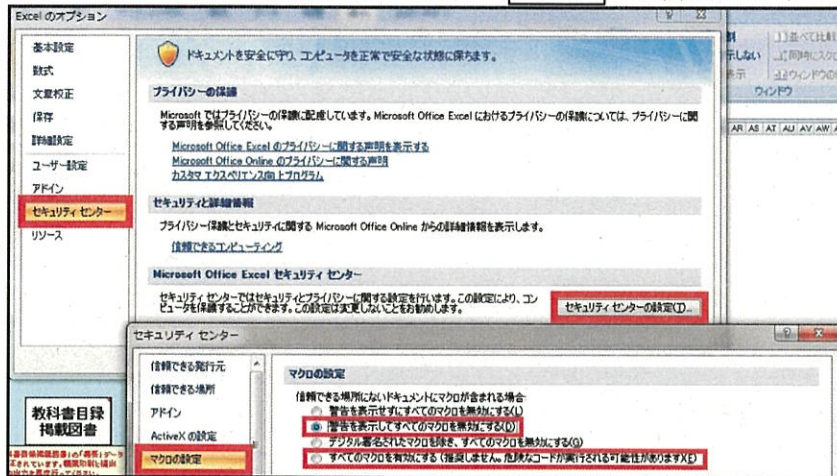 Excel のオプション
基本設定
数式
文章校正
保存
詳細設定
ユーザー設定
アドイン
セキュリティ センター
リソース
ドキュメントを安全に守り、コンピュータを正常で安全な状態に保ちます。
プライバシーの保護
Microsoft ではプライバシーの保護に配慮しています。Microsoft Office Excel におけるプライバシーの保護については、プライバシーに関
する声明を参照してください。
Microsoft Office Excel のプライバシーに関する声明を表示する
Microsoft Office Online のプライバシーに関する声明
カスタマ エクスペリエンス向上プログラム
セキュリティと詳細情報
プライバシー保護とセキュリティに関する Microsoft Office Online からの詳細情報を表示します。
信頼できるコンピューティング
Microsoft Office Excel セキュリティ センター
セキュリティ センターではセキュリティとプライバシーに関する設定を行います。この設定により、コン
ピュータを保護することができます。この設定は変更しないことをお勧めします。
セキュリティ センターの設定(T)...
並べて比較
示しない
同時にスクロ
表示
ウィンドウの
ウィンドウ
AR AS AT AU AV AW
セキュリティ センター
信頼できる発行元
信頼できる場所
アドイン
ActiveX の設定
マクロの設定
マクロの設定
信頼できる場所にないドキュメントにマクロが含まれる場合
警告を表示せずにすべてのマクロを無効にする(L)
警告を表示してすべてのマクロを無効にする(D)
デジタル署名されたマクロを除き、すべてのマクロを無効にする(G)
すべてのマクロを有効にする (推奨しません。危険なコードが実行される可能性があります)(E)
教科書目録
掲載図書